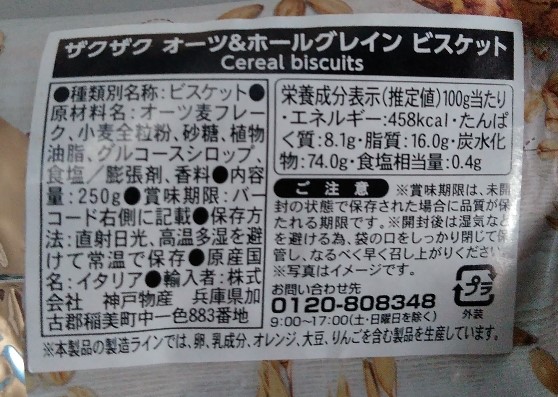 ザクザク オーツ&ホールグレイン ビスケット
Cereal biscuits
●種類別名称:ビスケット●
原材料名:オーツ麦フレー
ク、小麦全粒粉、砂糖、植物
油脂、グルコースシロップ、
食塩/膨張剤、香料●内容
量:250g●賞味期限:バー
コード右側に記載●保存方
法:直射日光、高温多湿を避
けて常温で保存●原産国
名:イタリア●輸入者:株式
会社 神戸物産 兵庫県加
古郡稲美町中一色883番地
栄養成分表示(推定値)100g当たり
・エネルギー:458kcal・たんぱ
く質:8.1g・脂質:16.0g・炭水化
物:74.0g・食塩相当量:0.4g
ご注意 ※賞味期限は、未開
封の状態で保存された場合に品質が保
たれる期限です。※開封後は湿気など
を避ける為、袋の口をしっかり閉じて保
管し、なるべく早く召し上がりください。
※写真はイメージです。
お問い合わせ先
0120-808348
9:00~17:00(土・日曜日を除く)
プラ
外装
※本製品の製造ラインでは、卵、乳成分、オレンジ、大豆、りんごを含む製品を生産しています。